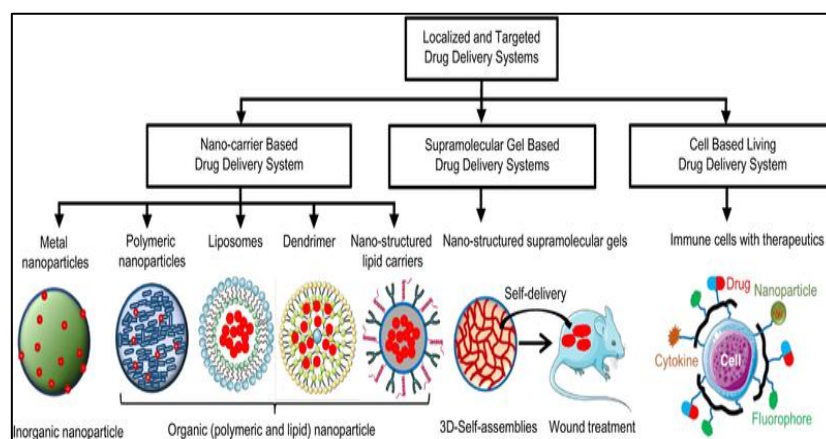 Localized and Targeted
Drug Delivery Systems
Nano-carrier Based
Drug Delivery System
Supramolecular Gel Based
Drug Delivery Systems
Cell Based Living
Drug Delivery System
Metal
nanoparticles
Polymeric
nanoparticles
Liposomes
Dendrimer
Nano-structured
lipid carriers
Nano-structured supramolecular gels
Immune cells with therapeutics
Self-delivery
Drug
Nanoparticle
Cytokine
Cell
Fluorophore
Inorganic nanoparticle
Organic (polymeric and lipid) nanoparticle
3D-Self-assemblies
Wound treatment